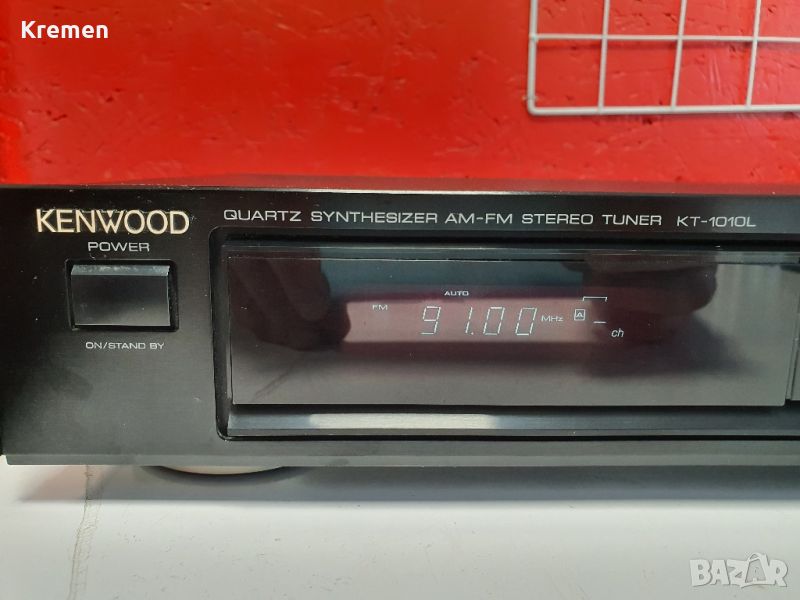 Kremen
KENWOOD
QUARTZ SYNTHESIZER AM-FM STEREO TUNER KT-1010L
POWER
ON/STAND BY
AUTO
FM 91.00 MHz A - ch
BAZAR